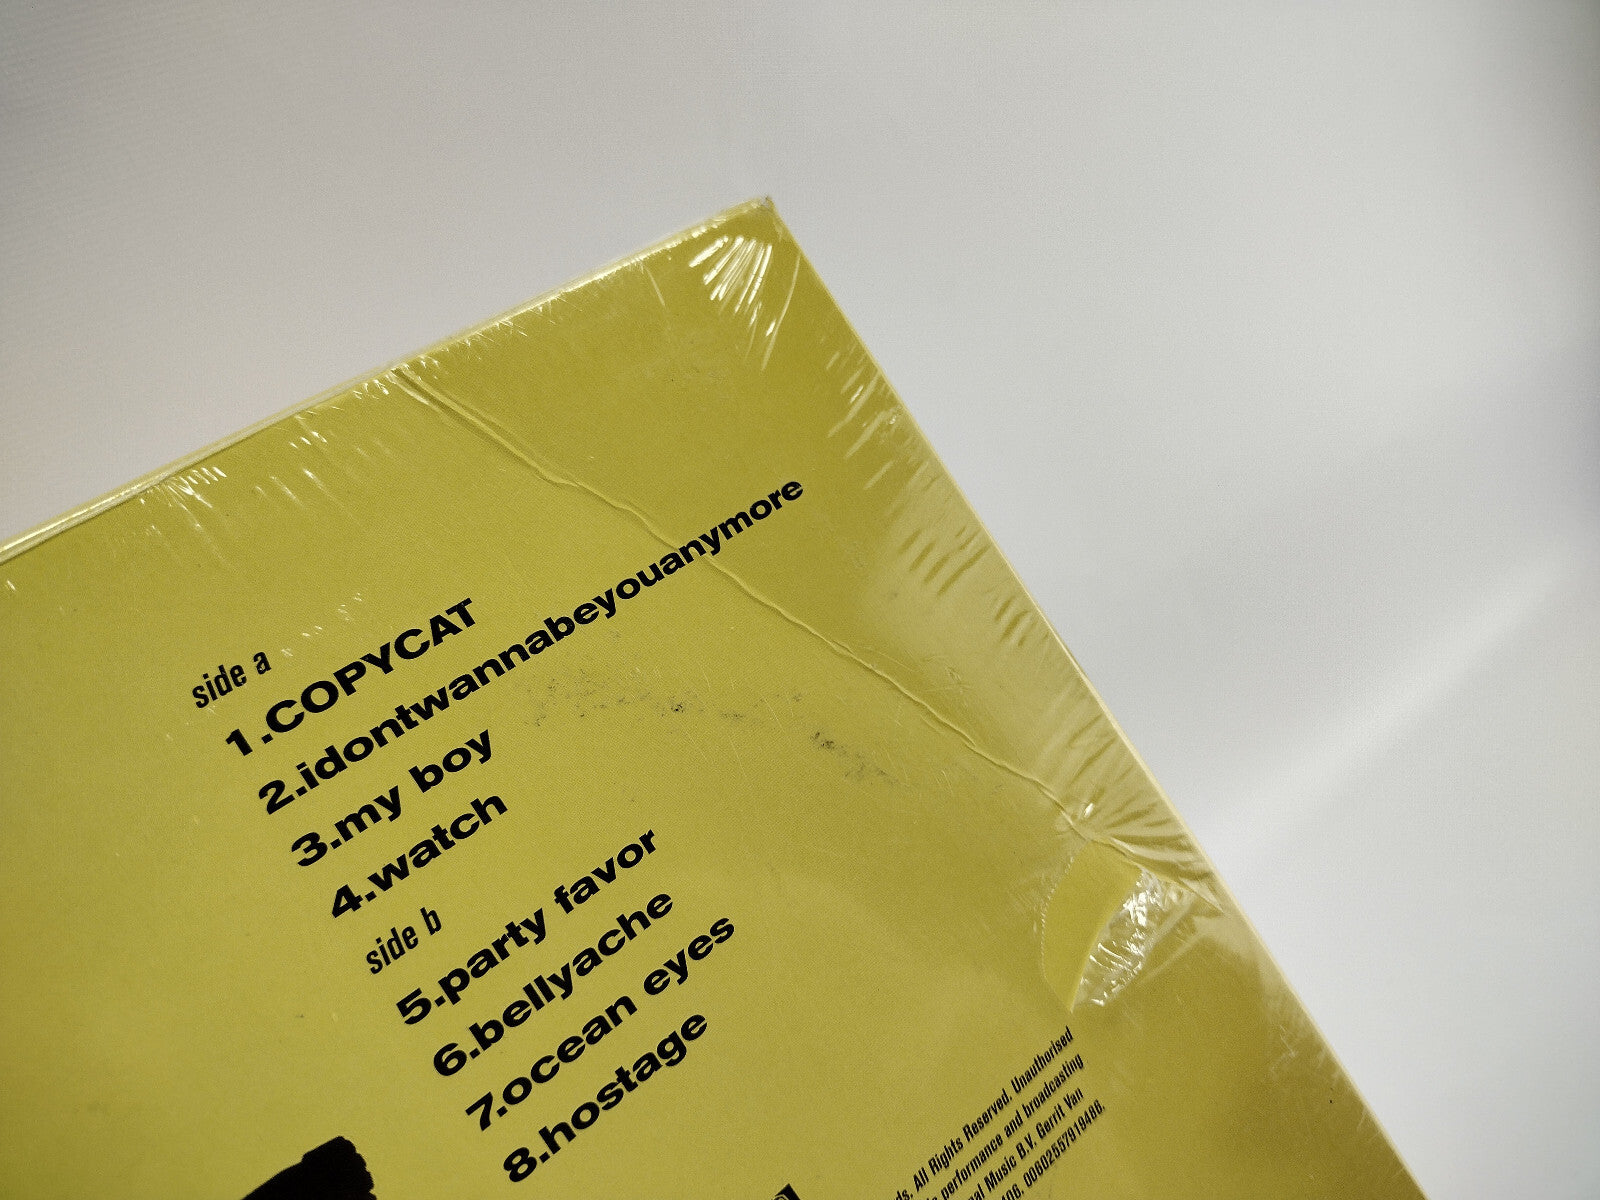 side a
1.COPYCAT
2.idontwannabeyouanymore
3.my boy
4.watch
side b
5.party favor
6.bellyache
7.ocean eyes
8.hostage
All Rights Reserved. Unauthorised
performance and broadcasting
Music B.V. Gerrit Van
00602557919486.